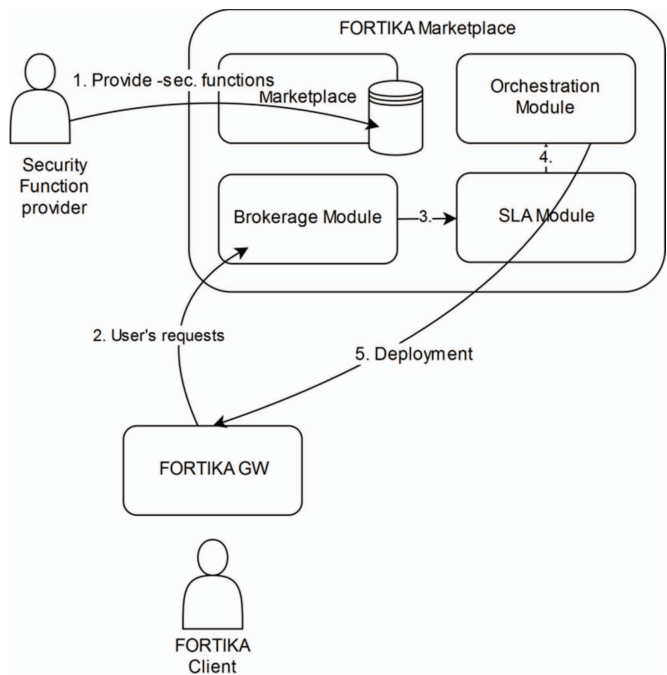 FORTIKA Marketplace
1. Provide -sec. functions
Marketplace
Orchestration
Module
4.
Security
Function
provider
Brokerage Module
3.
SLA Module
2. User's requests
5. Deployment
FORTIKA GW
FORTIKA
Client